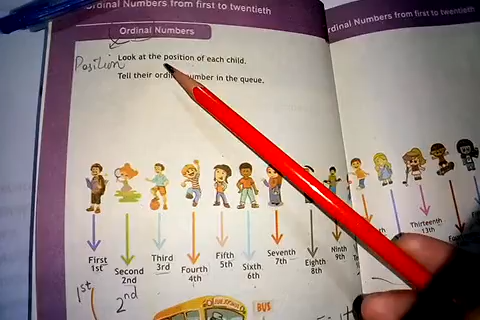 Ordinal Numbers from first to twentieth
Ordinal Numbers from first to twentieth
Ordinal Numbers
Position
Look at the position of each child.
Tell their number in the queue.
First
1st
Second
2nd
Third
3rd
Fourth
4th
Fifth
5th
Sixth
6th
Seventh
7th
Eighth
8th
Ninth
9th
Thirteenth
13th
1st
2nd
BUS